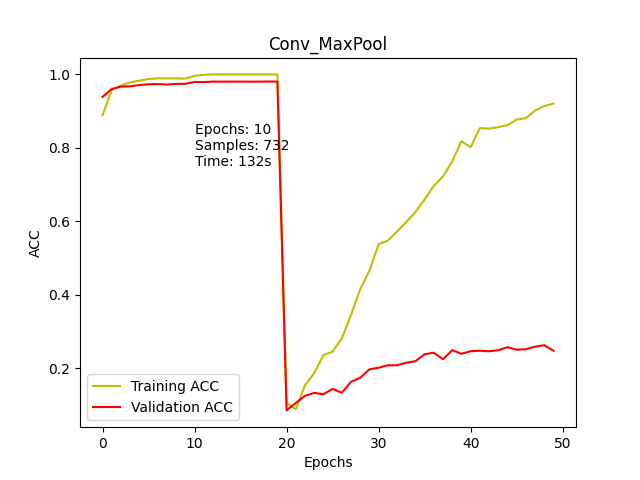 Conv_MaxPool
ACC
1.0
0.8
0.6
0.4
0.2
Epochs: 10
Samples: 732
Time: 132s
Training ACC
Validation ACC
0 10 20 30 40 50
Epochs